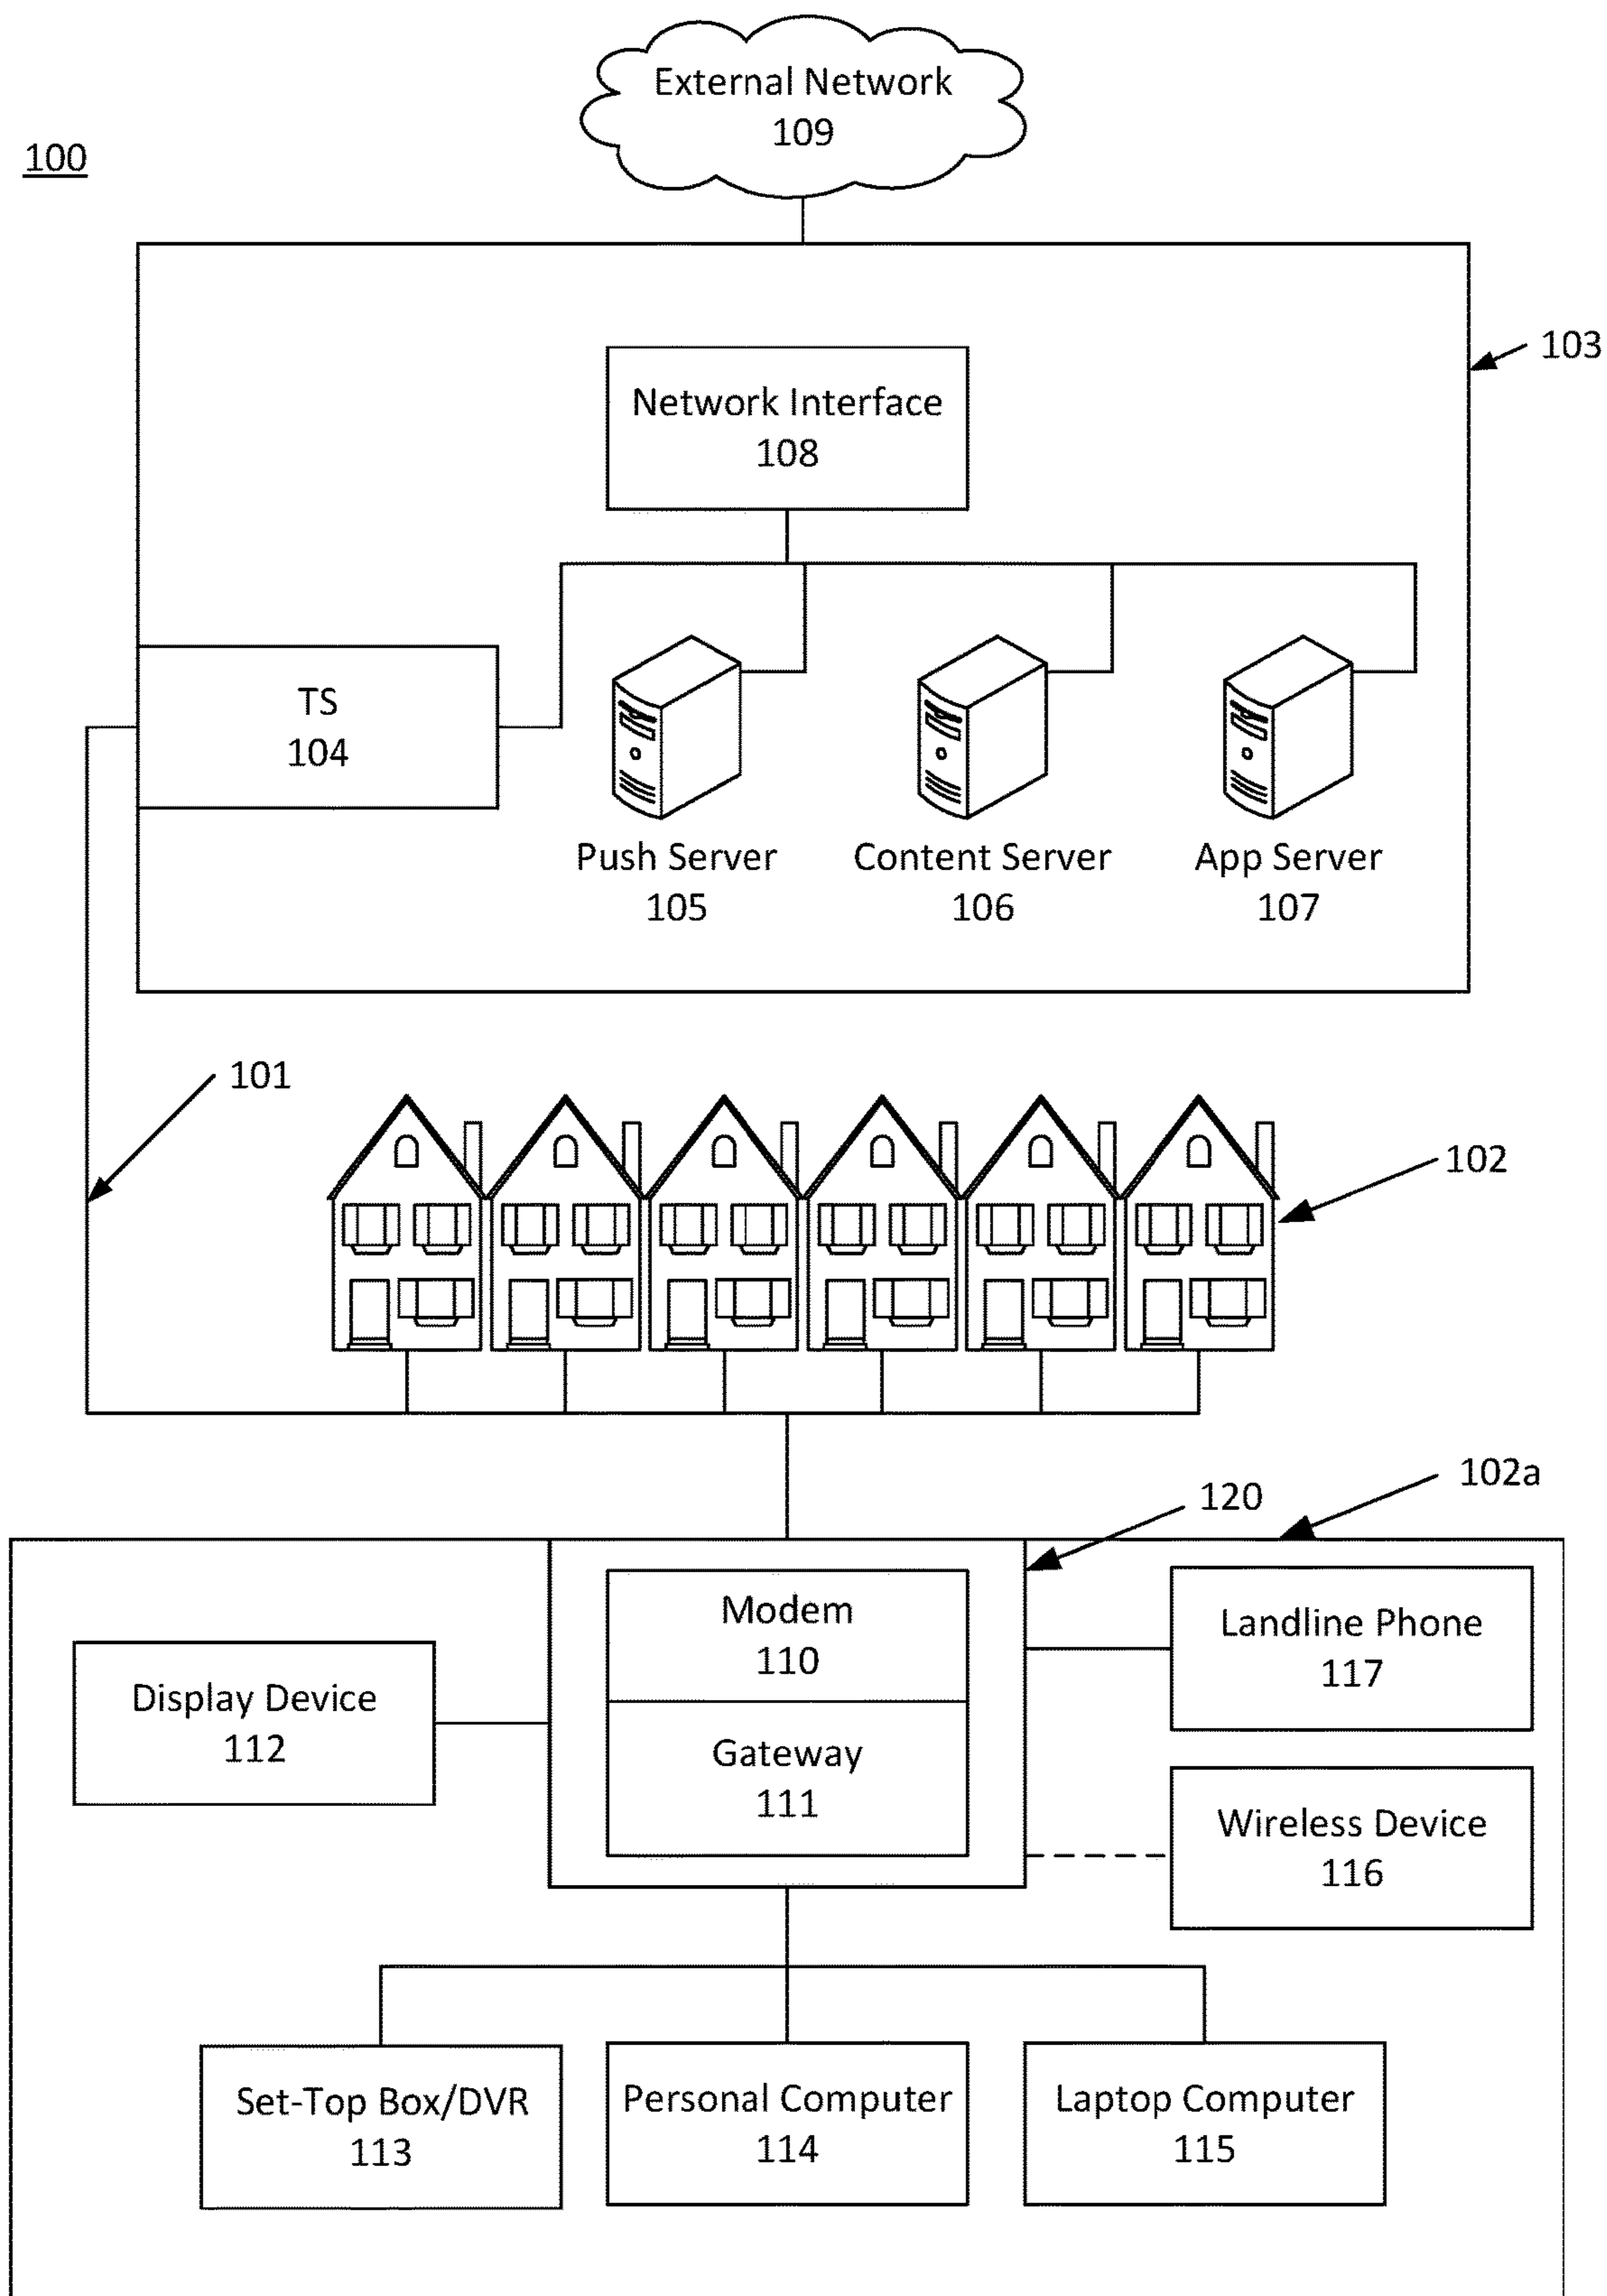 External Network
109
100
103
Network Interface
108
TS
104
Push Server
105
Content Server
106
App Server
107
101
102
102a
120
Modem
110
Landline Phone
117
Display Device
112
Gateway
111
Wireless Device
116
Set-Top Box/DVR
113
Personal Computer
114
Laptop Computer
115